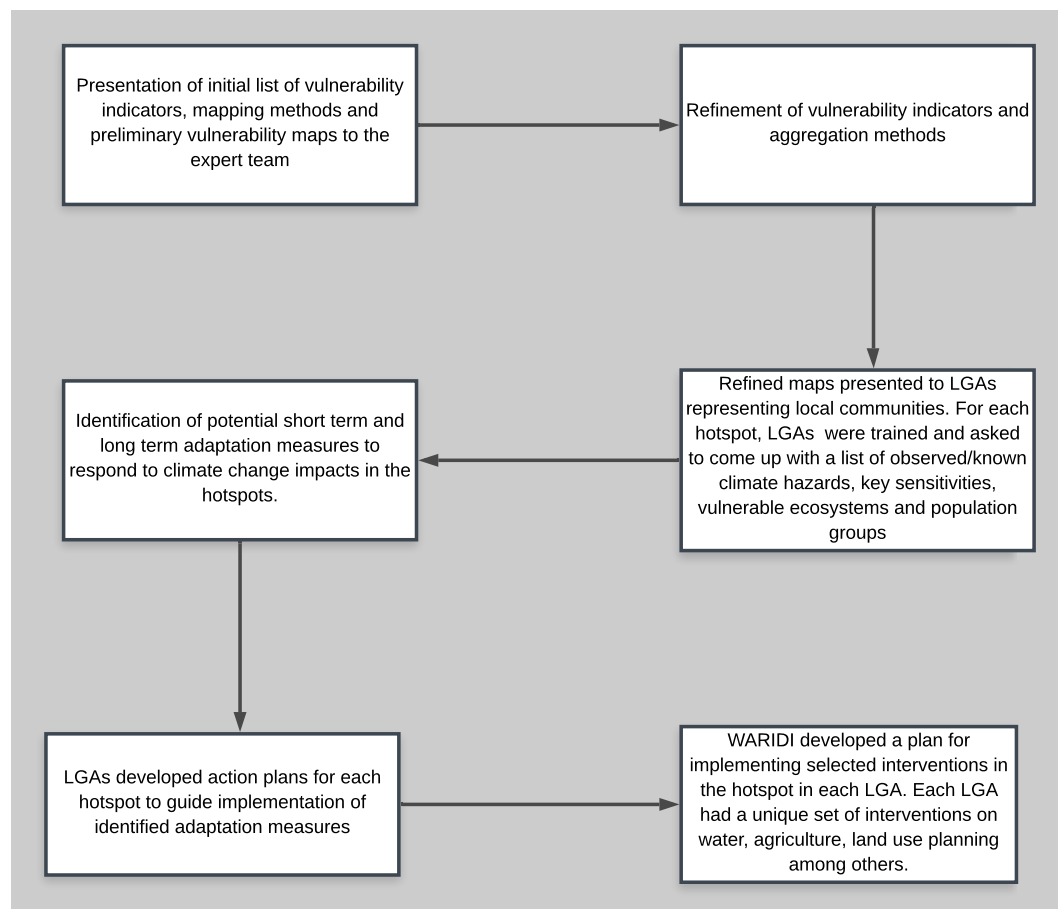 Presentation of initial list of vulnerability
indicators, mapping methods and
preliminary vulnerability maps to the
expert team
Refinement of vulnerability indicators and
aggregation methods
Refined maps presented to LGAs
representing local communities. For each
hotspot, LGAs  were trained and asked
to come up with a list of observed/known
climate hazards, key sensitivities,
vulnerable ecosystems and population
groups
Identification of potential short term and
long term adaptation measures to
respond to climate change impacts in the
hotspots.
LGAs developed action plans for each
hotspot to guide implementation of
identified adaptation measures
WARIDI developed a plan for
implementing selected interventions in
the hotspot in each LGA. Each LGA
had a unique set of interventions on
water, agriculture, land use planning
among others.